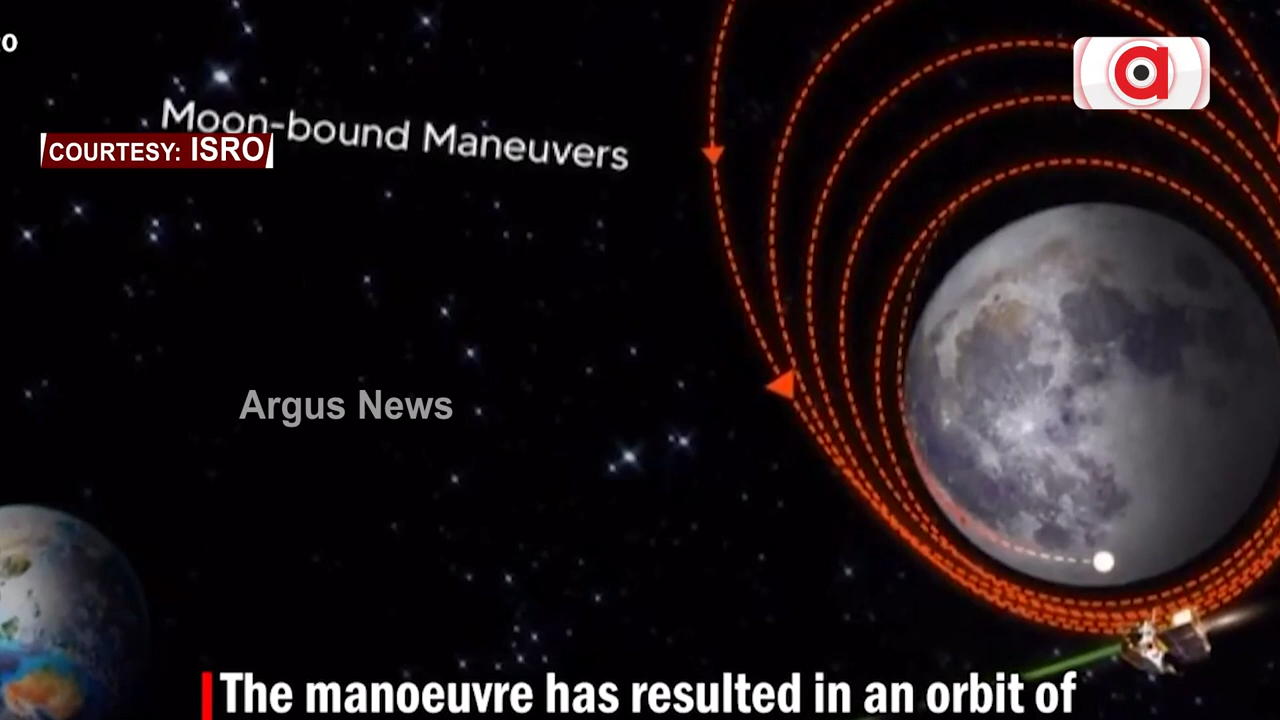 Moon-bound Maneuvers
COURTESY: ISRO
a
Argus News
The manoeuvre has resulted in an orbit of